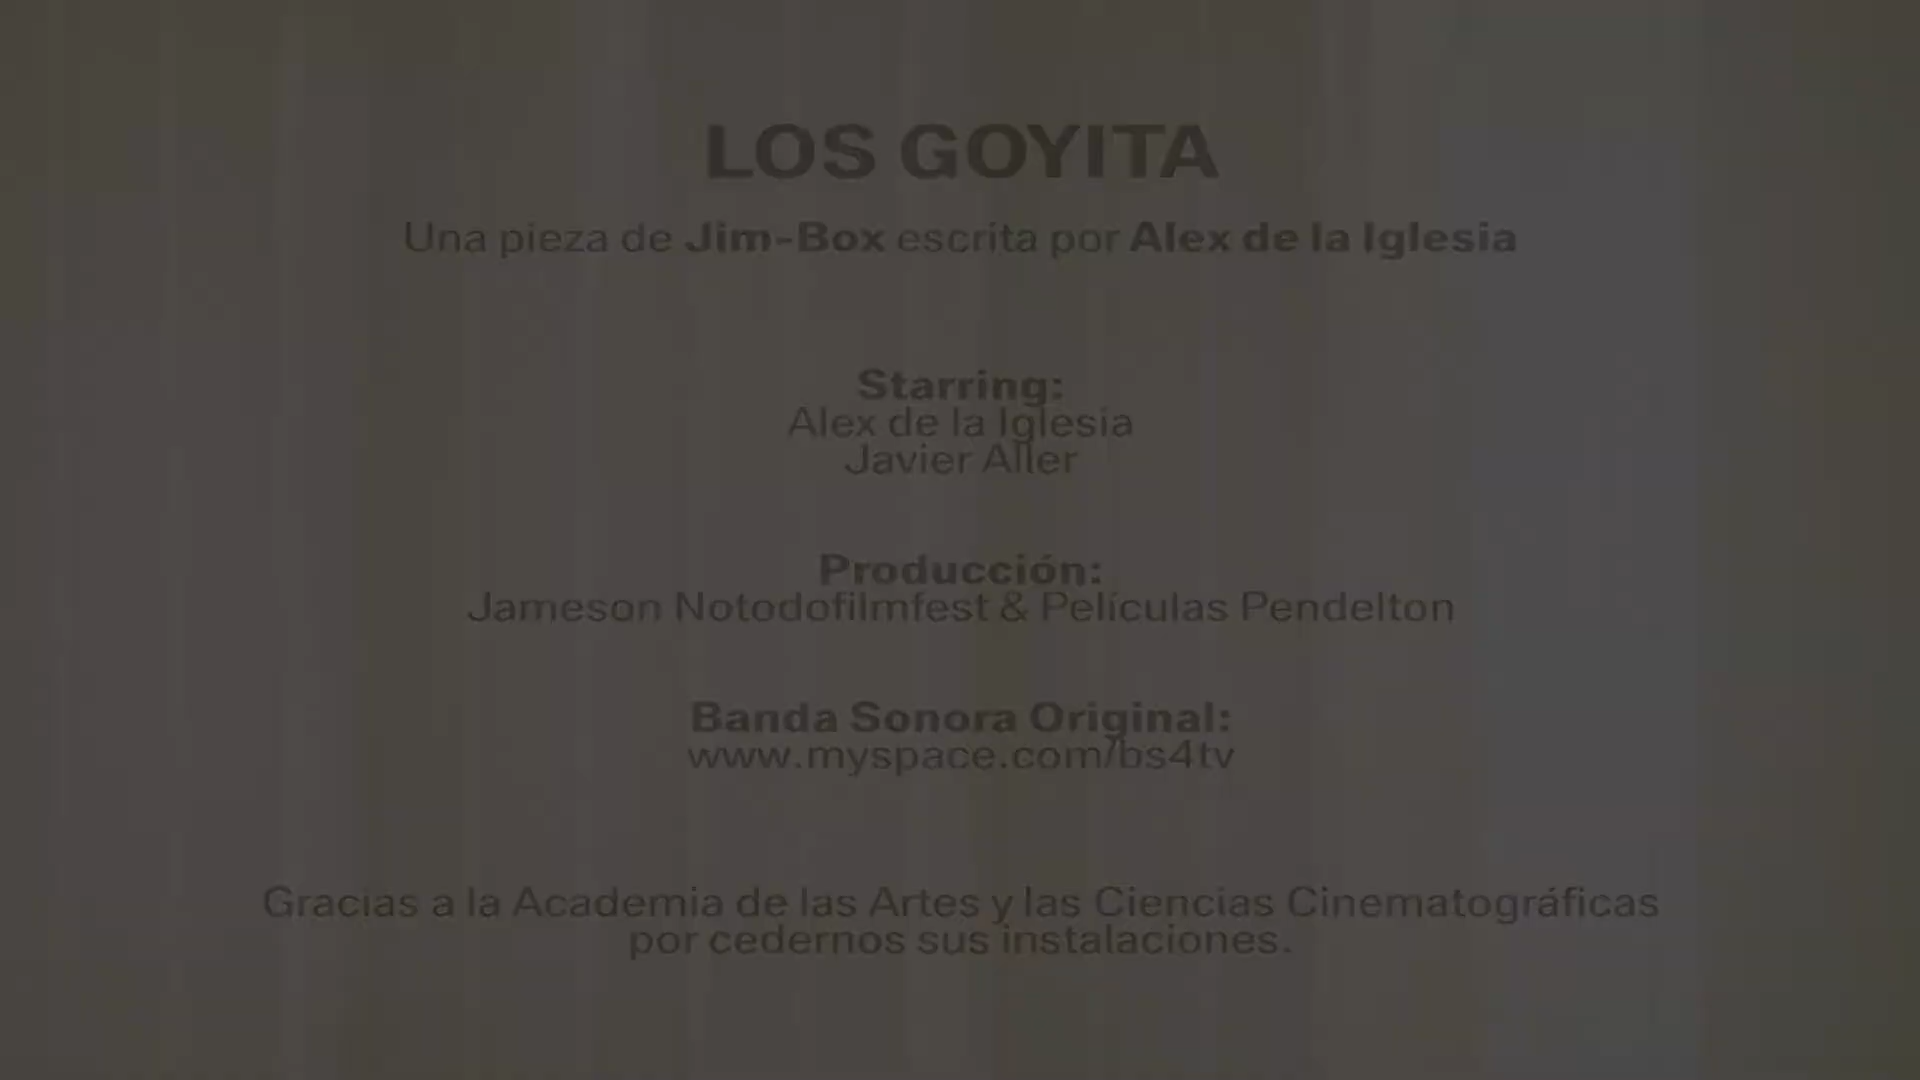 LOS GOYITA
Una pieza de Jim-Box escrita por Alex de la Iglesia
Starring:
Alex de la Iglesia
Javier Aller
Producción:
Jameson Notodofilmfest & Películas Pendelton
Banda Sonora Original:
www.myspace.com/bs4tv
Gracias a la Academia de las Artes y las Ciencias Cinematográficas
por cedernos sus instalaciones.